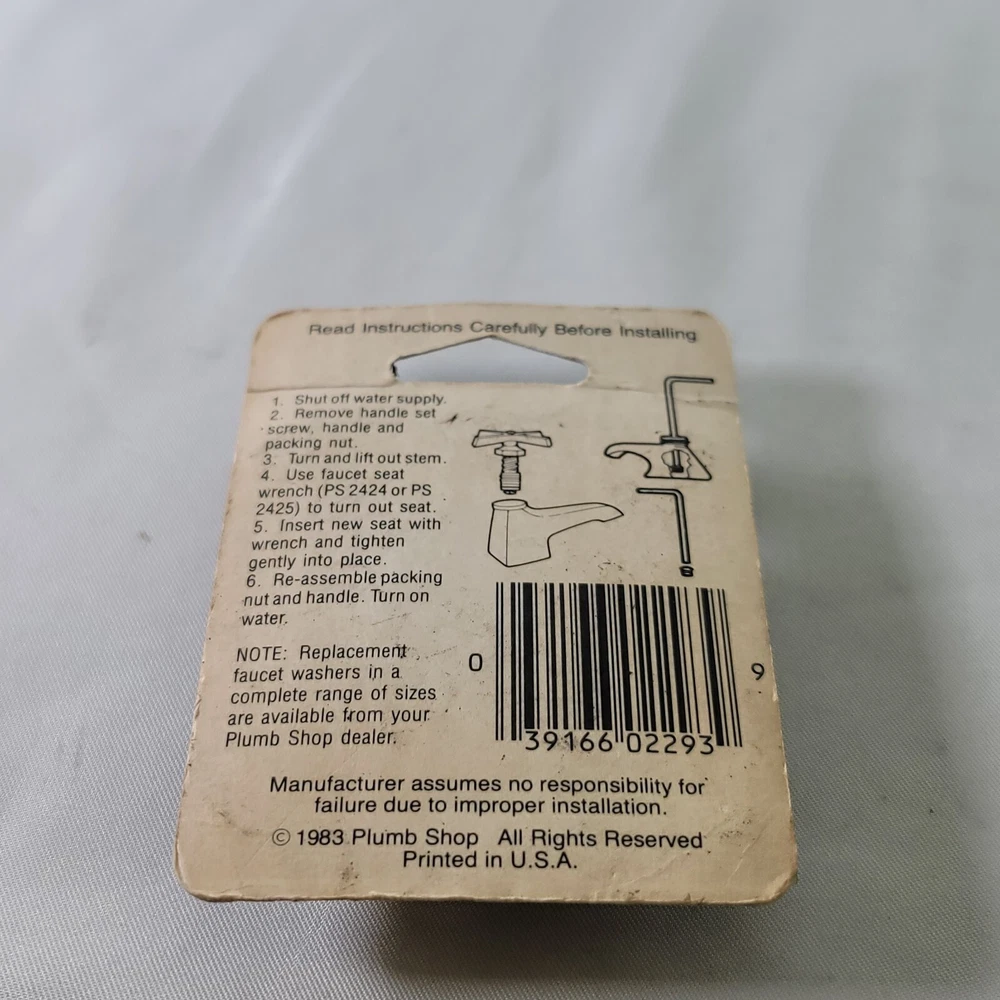 Read Instructions Carefully Before Installing
1. Shut off water supply.
2. Remove handle set
screw, handle and
packing nut.
3. Turn and lift out stem.
4. Use faucet seat
wrench (PS 2424 or PS
2425) to turn out seat.
5. Insert new seat with
wrench and tighten
gently into place.
6. Re-assemble packing
nut and handle. Turn on
water.
NOTE: Replacement
faucet washers in a
complete range of sizes
are available from your
Plumb Shop dealer.
0 39166 02293 9
Manufacturer assumes no responsibility for
failure due to improper installation.
© 1983 Plumb Shop All Rights Reserved
Printed in U.S.A.